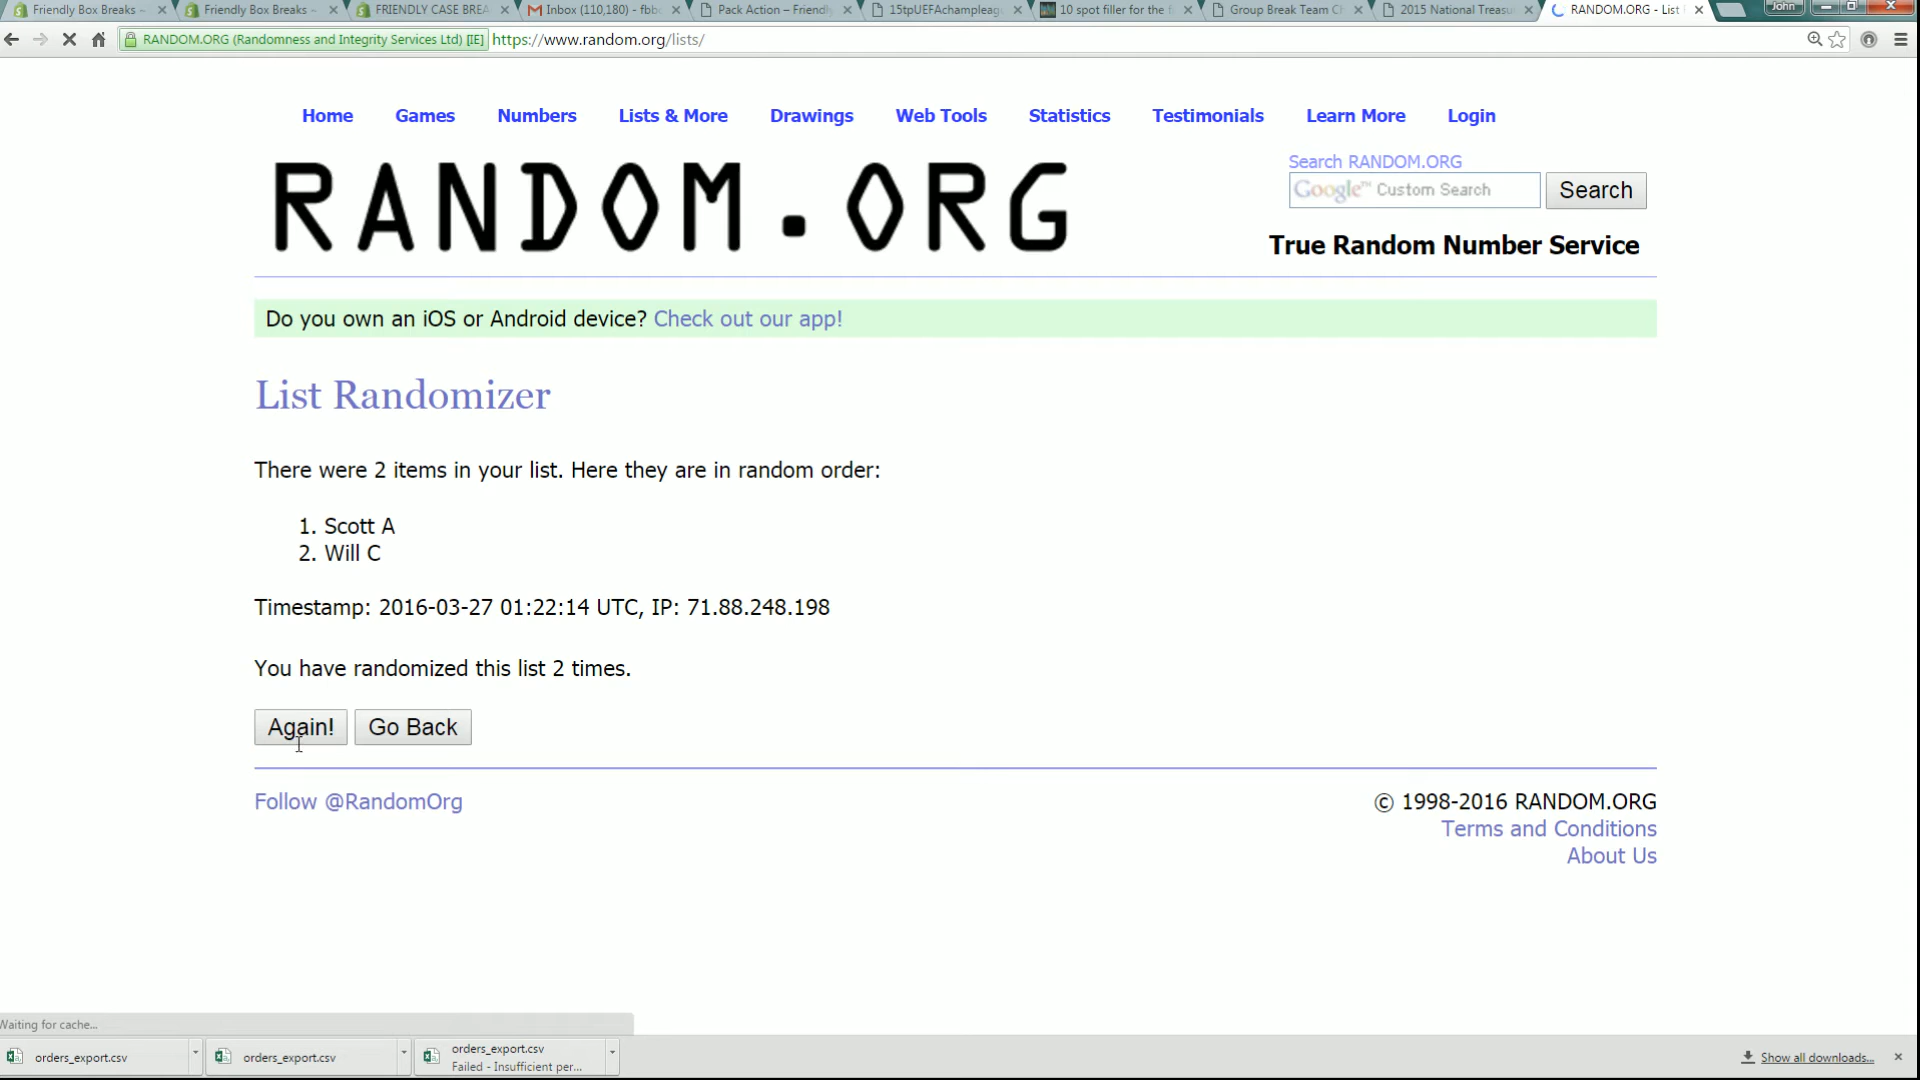 Friendly Box Breaks ~
Friendly Box Breaks ~
FRIENDLY CASE BREA
Inbox (110,180) - fbb
Pack Action – Friendl
15tpUEFAchampleag
10 spot filler for the
Group Break Team C
2015 National Treasu
RANDOM.ORG - List
John
RANDOM.ORG (Randomness and Integrity Services Ltd) [IE]
https://www.random.org/lists/
Home Games Numbers Lists & More Drawings Web Tools Statistics Testimonials Learn More Login
RANDOM.ORG
Search RANDOM.ORG
Google™ Custom Search
Search
True Random Number Service
Do you own an iOS or Android device? Check out our app!
List Randomizer
There were 2 items in your list. Here they are in random order:
1. Scott A
2. Will C
Timestamp: 2016-03-27 01:22:14 UTC, IP: 71.88.248.198
You have randomized this list 2 times.
Again! Go Back
Follow @RandomOrg
© 1998-2016 RANDOM.ORG
Terms and Conditions
About Us
Waiting for cache...
orders_export.csv
orders_export.csv
orders_export.csv
Failed - Insufficient per...
Show all downloads...